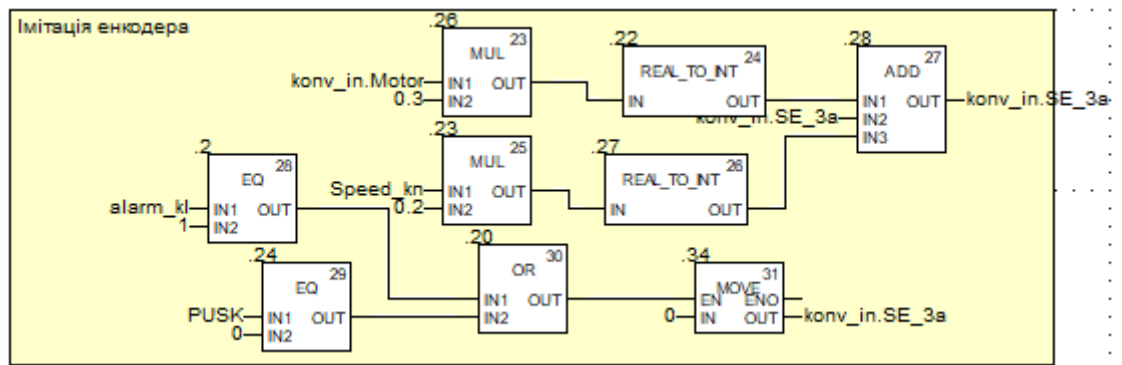 Імітація енкодера
.26
23
MUL
konv_in.Motor
IN1 OUT
0.3
IN2
.22
24
REAL_TO_INT
IN
OUT
.28
27
ADD
IN1 OUT
konv_in.SE_3a
konv_in.SE_3a
IN2
IN3
.23
25
MUL
Speed_kn
IN1 OUT
0.2
IN2
.27
26
REAL_TO_INT
IN
OUT
.2
28
EQ
alarm_kl
IN1 OUT
1
IN2
.24
29
EQ
PUSK
IN1 OUT
0
IN2
.20
30
OR
IN1 OUT
IN2
.34
31
MOVE
EN ENO
0
IN OUT
konv_in.SE_3a